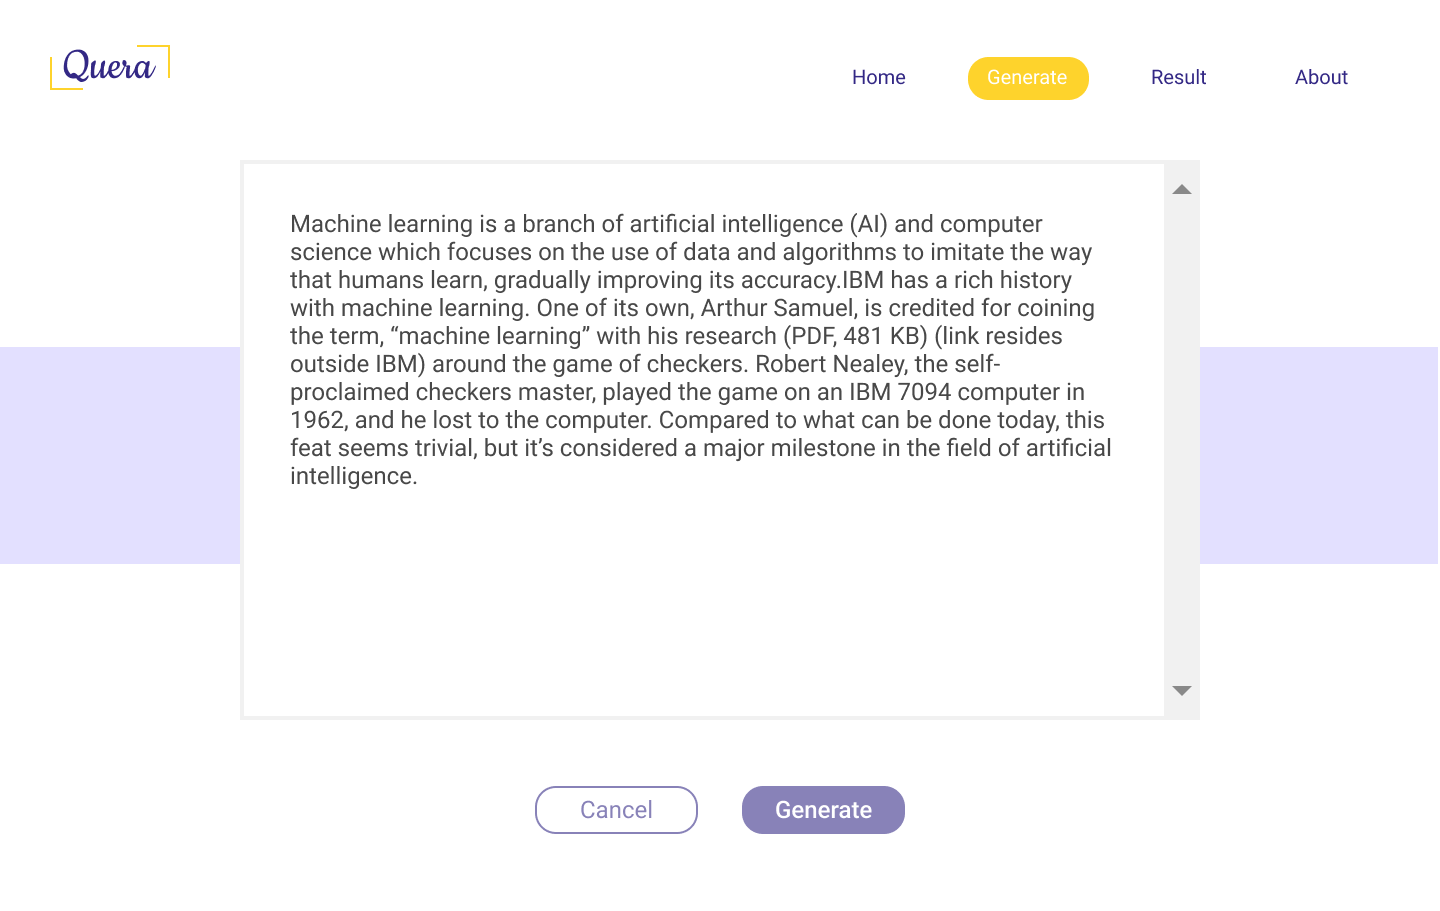 Quera
Home
Generate
Result
About
Machine learning is a branch of artificial intelligence (AI) and computer
science which focuses on the use of data and algorithms to imitate the way
that humans learn, gradually improving its accuracy.IBM has a rich history
with machine learning. One of its own, Arthur Samuel, is credited for coining
the term, “machine learning” with his research (PDF, 481 KB) (link resides
outside IBM) around the game of checkers. Robert Nealey, the self-
proclaimed checkers master, played the game on an IBM 7094 computer in
1962, and he lost to the computer. Compared to what can be done today, this
feat seems trivial, but it’s considered a major milestone in the field of artificial
intelligence.
Cancel
Generate